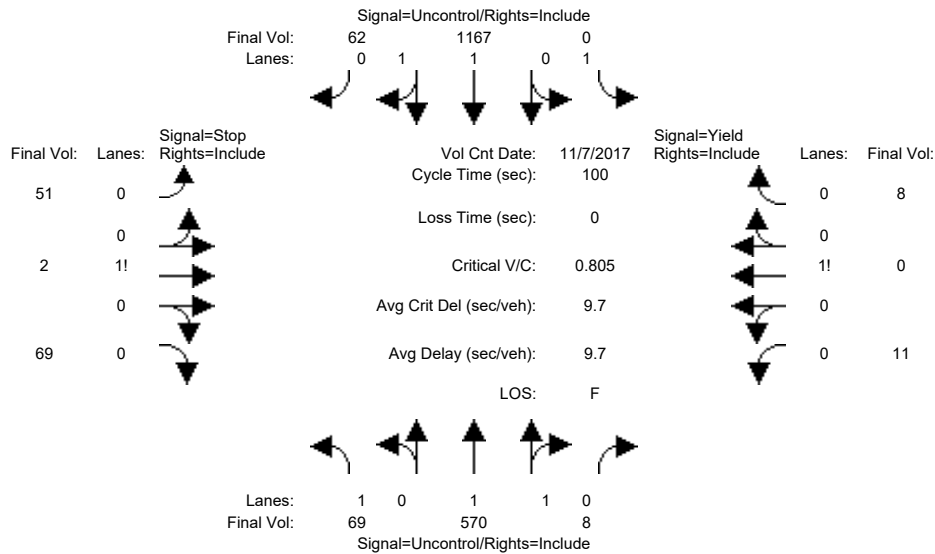 Signal=Uncontrol/Rights=Include
Final Vol: 62 1167 0
Lanes: 0 1 1 0 1
Signal=Stop
Final Vol: Lanes: Rights=Include
Vol Cnt Date: 11/7/2017
Signal=Yield
Rights=Include Lanes: Final Vol:
Cycle Time (sec): 100
51 0
0 8
Loss Time (sec): 0
0
0
2 1!
Critical V/C: 0.805
1! 0
0
Avg Crit Del (sec/veh): 9.7
0
69 0
Avg Delay (sec/veh): 9.7
0 11
LOS: F
Lanes: 1 0 1 1 0
Final Vol: 69 570 8
Signal=Uncontrol/Rights=Include